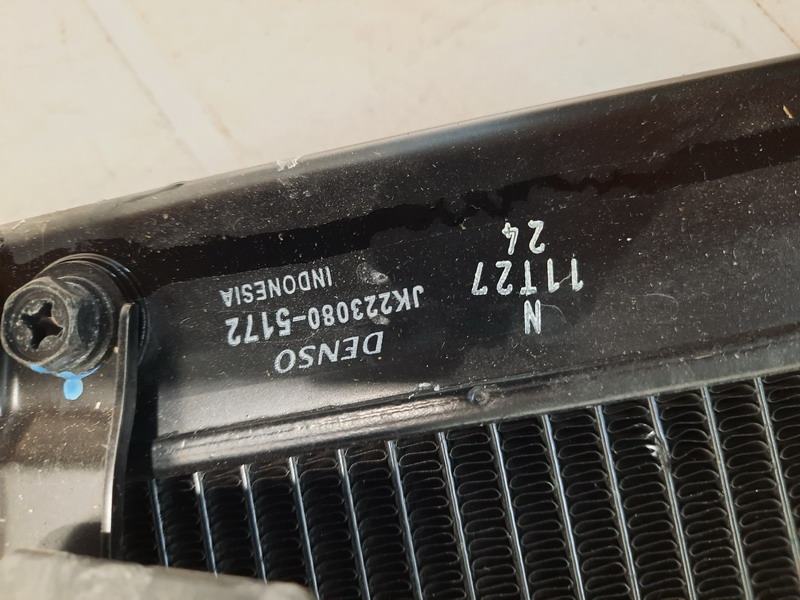 DENSO
JK223080-5172
INDONESIA
N
11T27
24